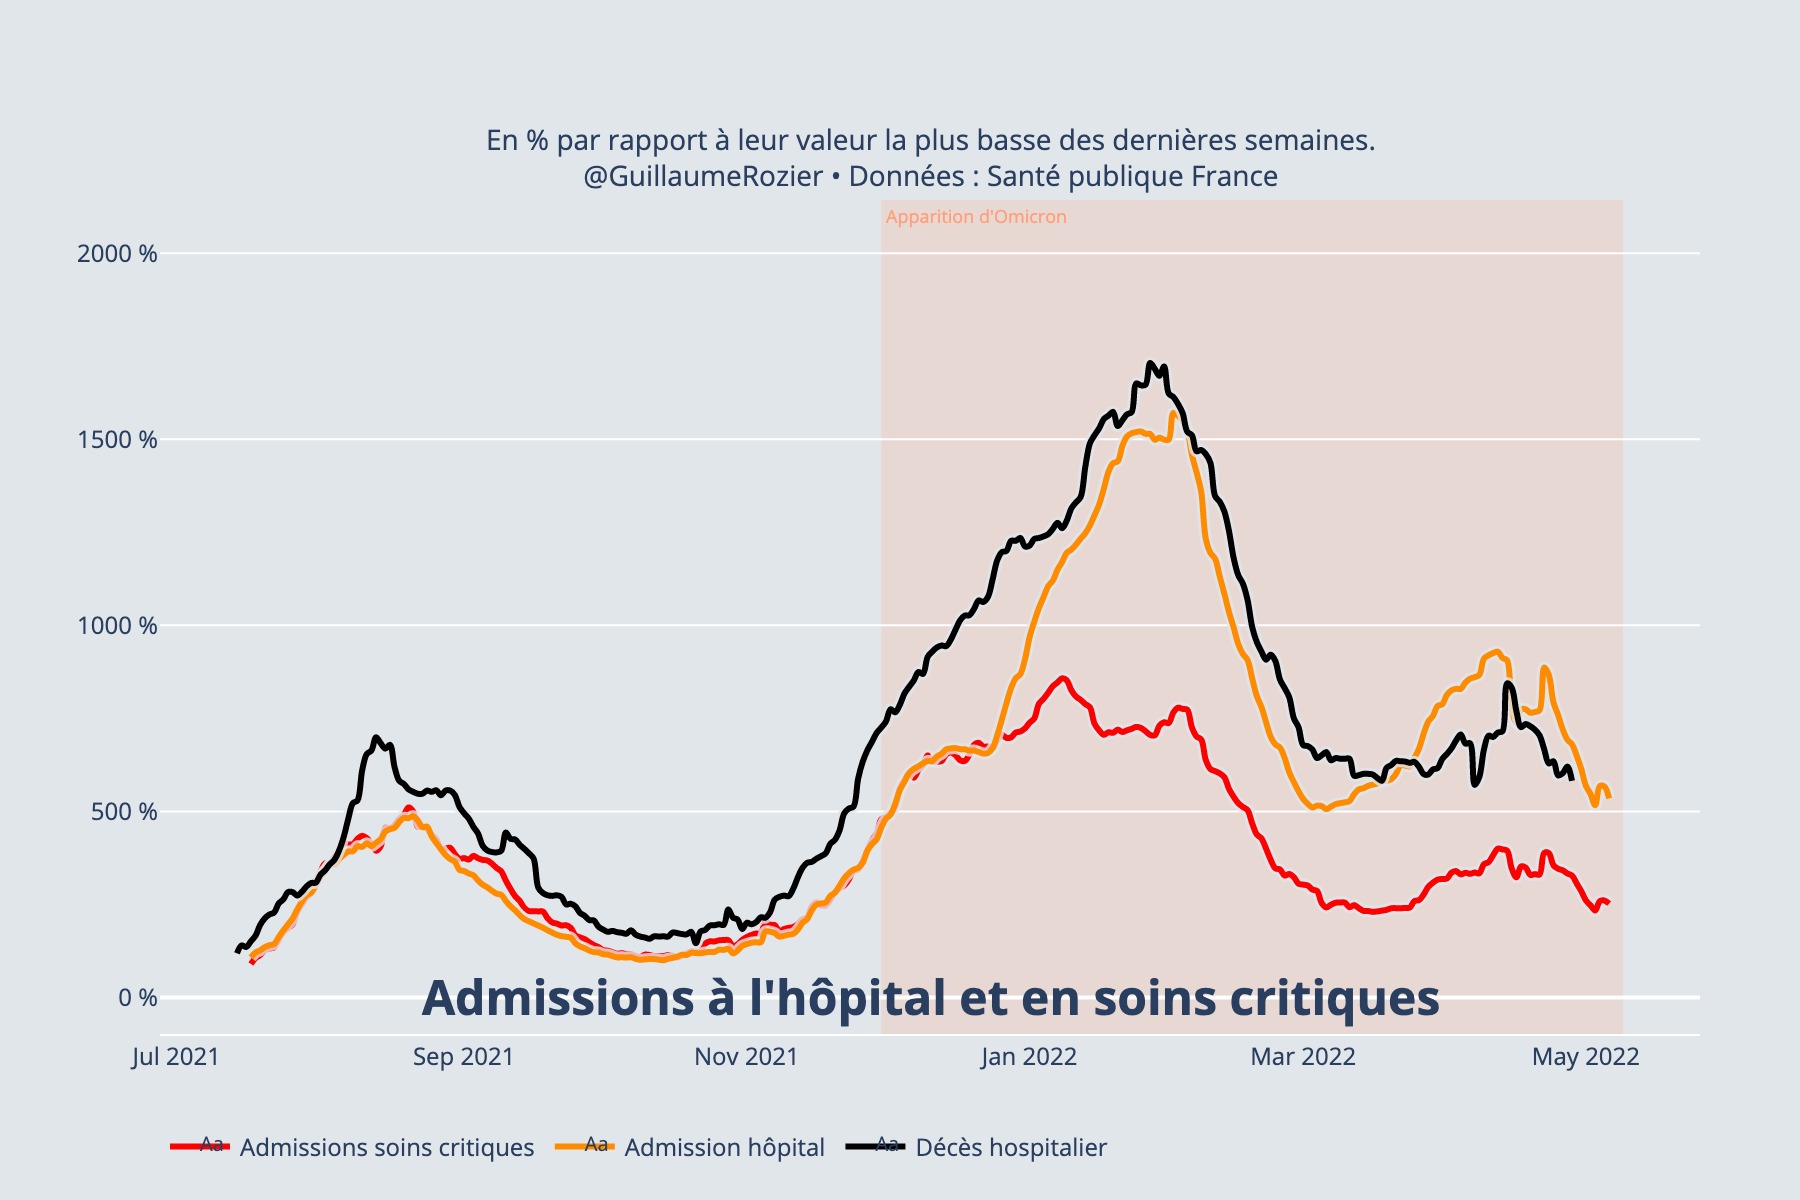 En % par rapport à leur valeur la plus basse des dernières semaines.
@GuillaumeRozier • Données : Santé publique France
Apparition d'Omicron
2000 %
1500 %
1000 %
500 %
0 %
Admissions à l'hôpital et en soins critiques
Jul 2021
Sep 2021
Nov 2021
Jan 2022
Mar 2022
May 2022
Aa Admissions soins critiques
Aa Admission hôpital
Aa Décès hospitalier